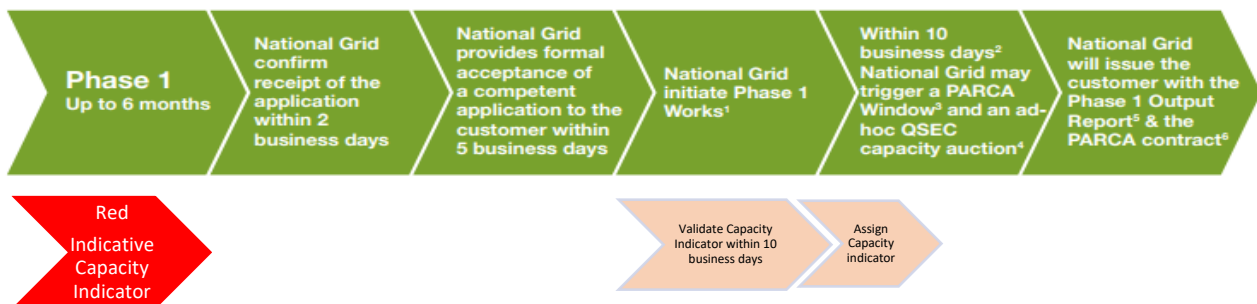 Phase 1
Up to 6 months
National Grid
confirm
receipt of the
application
within 2
business days
National Grid
provides formal
acceptance of
a competent
application to the
customer within
5 business days
National Grid
initiate Phase 1
Works¹
Within 10
business days²
National Grid may
trigger a PARCA
Window³ and an ad-
hoc QSEC
capacity auction⁴
National Grid
will issue the
customer with the
Phase 1 Output
Report⁵ & the
PARCA contract⁶
Red
Indicative
Capacity
Indicator
Validate Capacity
Indicator within 10
business days
Assign
Capacity
indicator